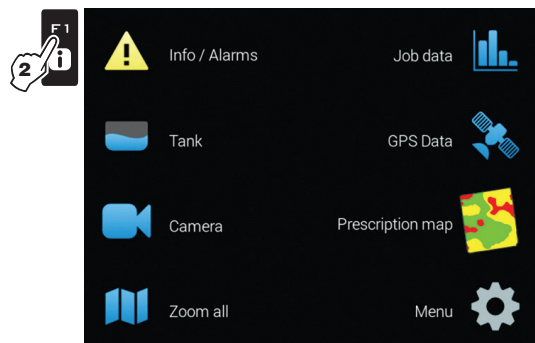 F1
i
2
Info / Alarms
Job data
Tank
GPS Data
Camera
Prescription map
Zoom all
Menu